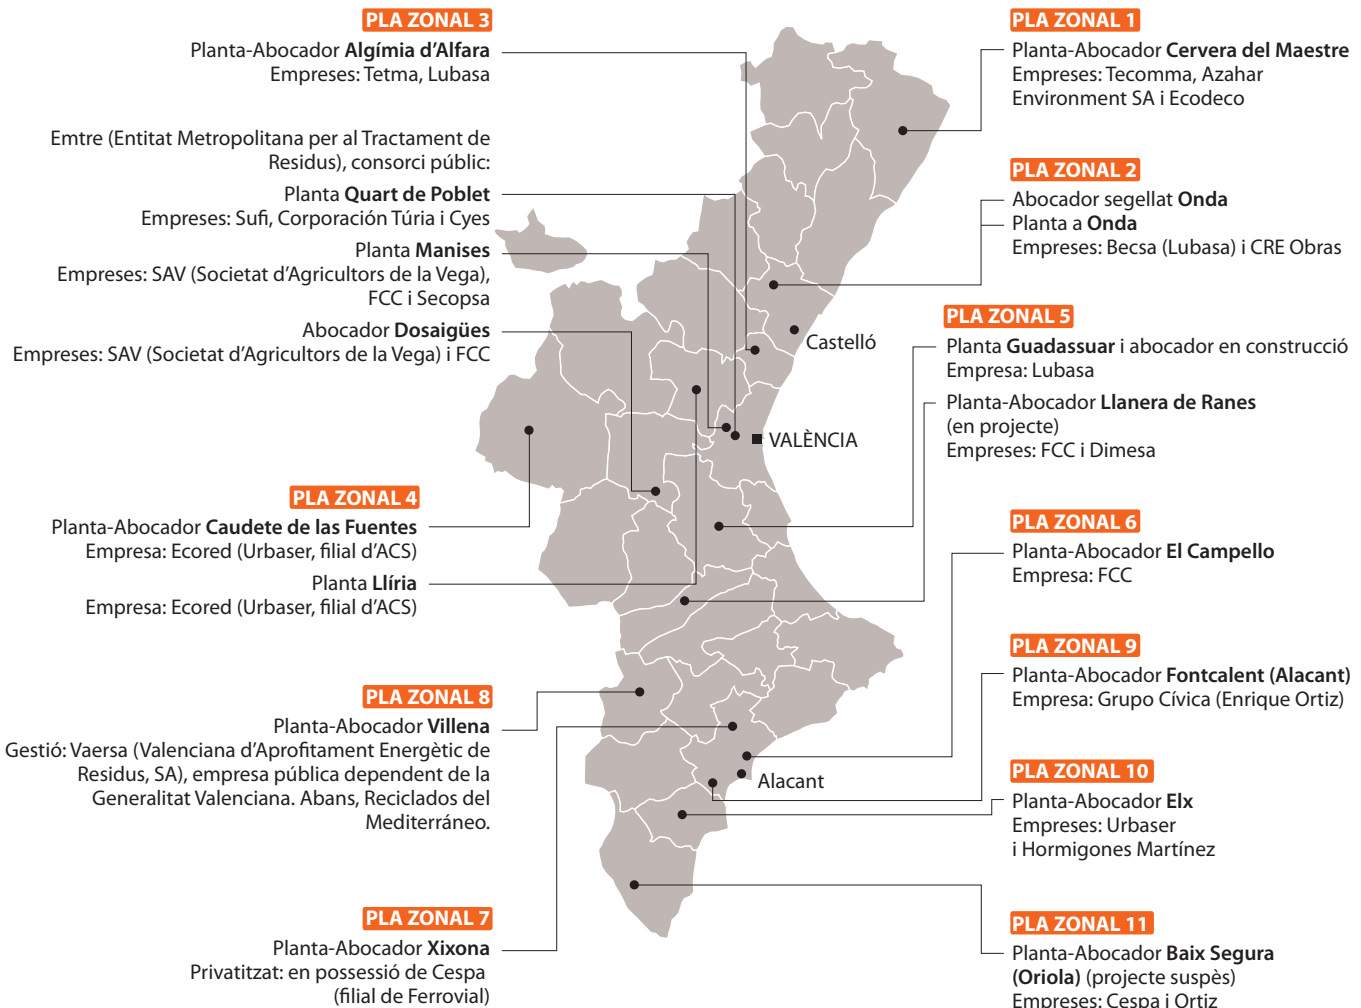 PLA ZONAL 3
Planta-Abocador Algímia d'Alfara
Empreses: Tetma, Lubasa
Emtre (Entitat Metropolitana per al Tractament de
Residus), consorci públic:
Planta Quart de Poblet
Empreses: Sufi, Corporación Túria i Cyes
Planta Manises
Empreses: SAV (Societat d'Agricultors de la Vega),
FCC i Secopsa
Abocador Dosaigües
Empreses: SAV (Societat d'Agricultors de la Vega) i FCC
PLA ZONAL 4
Planta-Abocador Caudete de las Fuentes
Empresa: Ecored (Urbaser, filial d'ACS)
Planta Llíria
Empresa: Ecored (Urbaser, filial d'ACS)
PLA ZONAL 8
Planta-Abocador Villena
Gestió: Vaersa (Valenciana d'Aprofitament Energètic de
Residus, SA), empresa pública dependent de la
Generalitat Valenciana. Abans, Reciclados del
Mediterráneo.
PLA ZONAL 7
Planta-Abocador Xixona
Privatitzat: en possessió de Cespa
(filial de Ferrovial)
Castelló
VALÈNCIA
Alacant
PLA ZONAL 1
Planta-Abocador Cervera del Maestre
Empreses: Tecomma, Azahar
Environment SA i Ecodeco
PLA ZONAL 2
Abocador segellat Onda
Planta a Onda
Empreses: Becsa (Lubasa) i CRE Obras
PLA ZONAL 5
Planta Guadassuar i abocador en construcció
Empresa: Lubasa
Planta-Abocador Llanera de Ranes
(en projecte)
Empreses: FCC i Dimesa
PLA ZONAL 6
Planta-Abocador El Campello
Empresa: FCC
PLA ZONAL 9
Planta-Abocador Fontcalent (Alacant)
Empresa: Grupo Cívica (Enrique Ortiz)
PLA ZONAL 10
Planta-Abocador Elx
Empreses: Urbaser
i Hormigones Martínez
PLA ZONAL 11
Planta-Abocador Baix Segura
(Oriola) (projecte suspès)
Empreses: Cespa i Ortiz